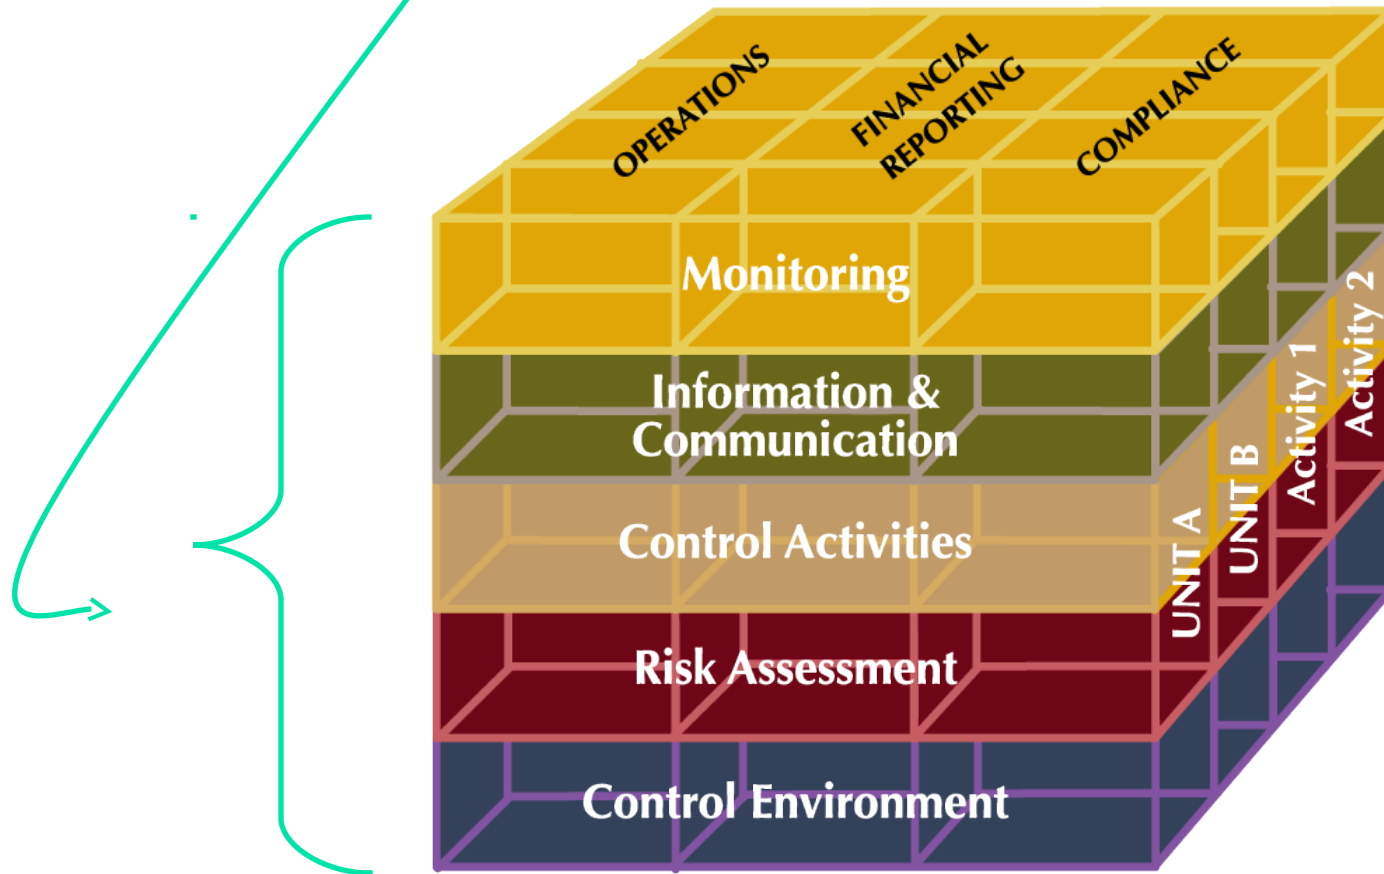 OPERATIONS
FINANCIAL
REPORTING
COMPLIANCE
Monitoring
Information &
Communication
Control Activities
Risk Assessment
Control Environment
UNIT A
UNIT B
Activity 1
Activity 2